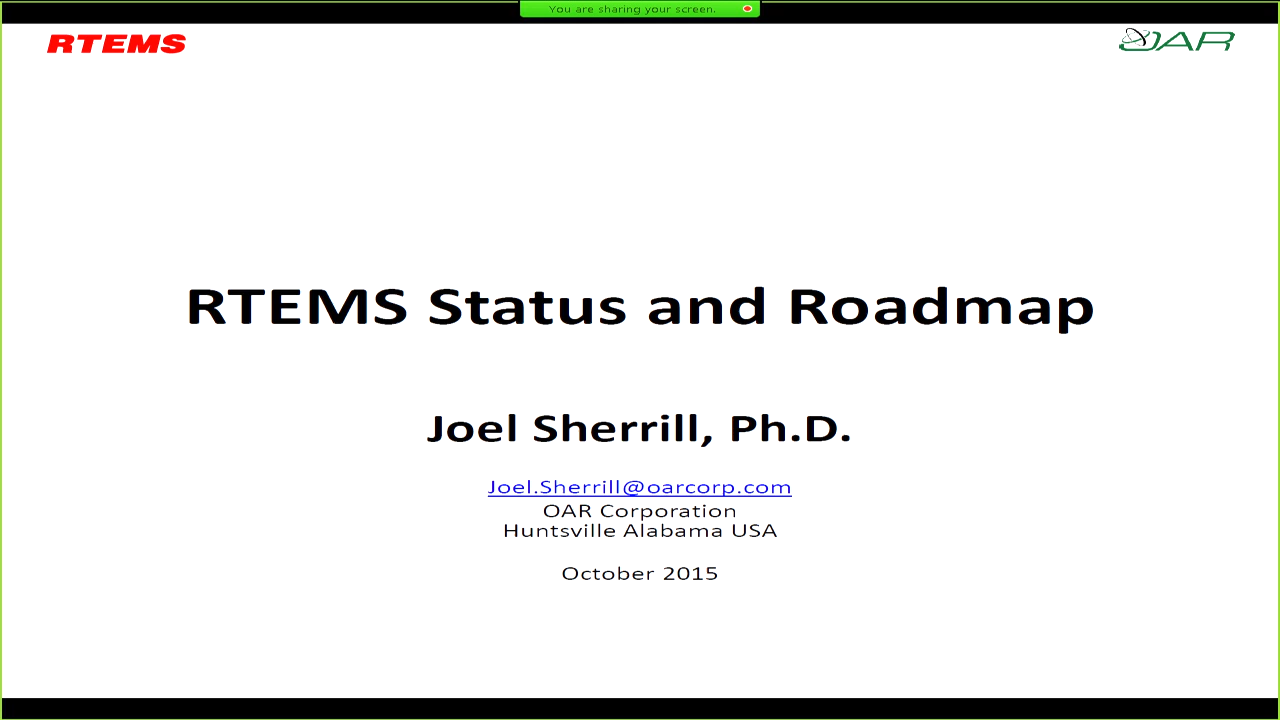 You are sharing your screen.
RTEMS
OAR
RTEMS Status and Roadmap
Joel Sherrill, Ph.D.
Joel.Sherrill@oarcorp.com
OAR Corporation
Huntsville Alabama USA
October 2015